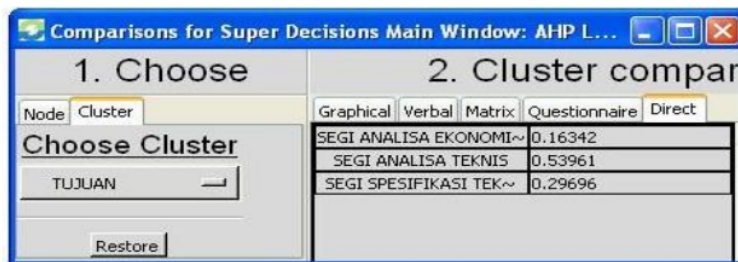 Comparisons for Super Decisions Main Window: AHP L...
1. Choose
2. Cluster compar
Node Cluster
Graphical Verbal Matrix Questionnaire Direct
Choose Cluster
TUJUAN
Restore
SEGI ANALISA EKONOMI~ 0.16342
SEGI ANALISA TEKNIS 0.53961
SEGI SPESIFIKASI TEK~ 0.29696